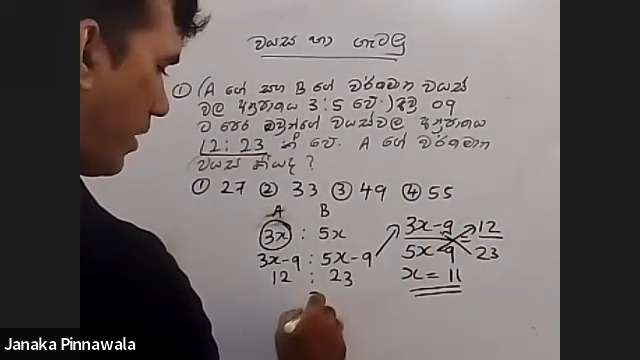 වයස හා ගැටලු
① (A ගේ සහ B ගේ වර්තමාන වයස්
වල අනුපාතය 3:5 වේ.) අවු 09
ට පෙර ඔවුන්ගේ වයස්වල අනුපාතය
12:23 ක් වේ. A ගේ වර්තමාන
වයස කීයද?
① 27 ② 33 ③ 49 ④ 55
A B
3x : 5x
3x-9 : 5x-9
12 : 23
3x-9 = 12
5x-9 23
x = 11
Janaka Pinnawala